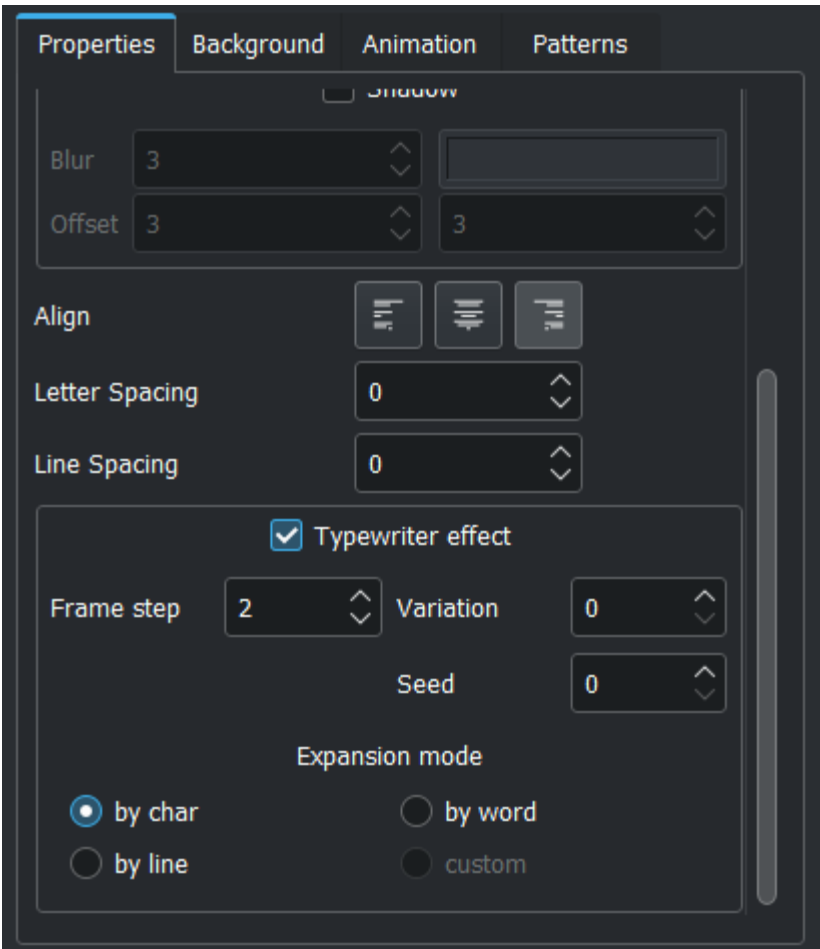 Properties Background Animation Patterns
Shadow
Blur 3
Offset 3 3
Align
Letter Spacing 0
Line Spacing 0
Typewriter effect
Frame step 2 Variation 0
Seed 0
Expansion mode
by char by word
by line custom